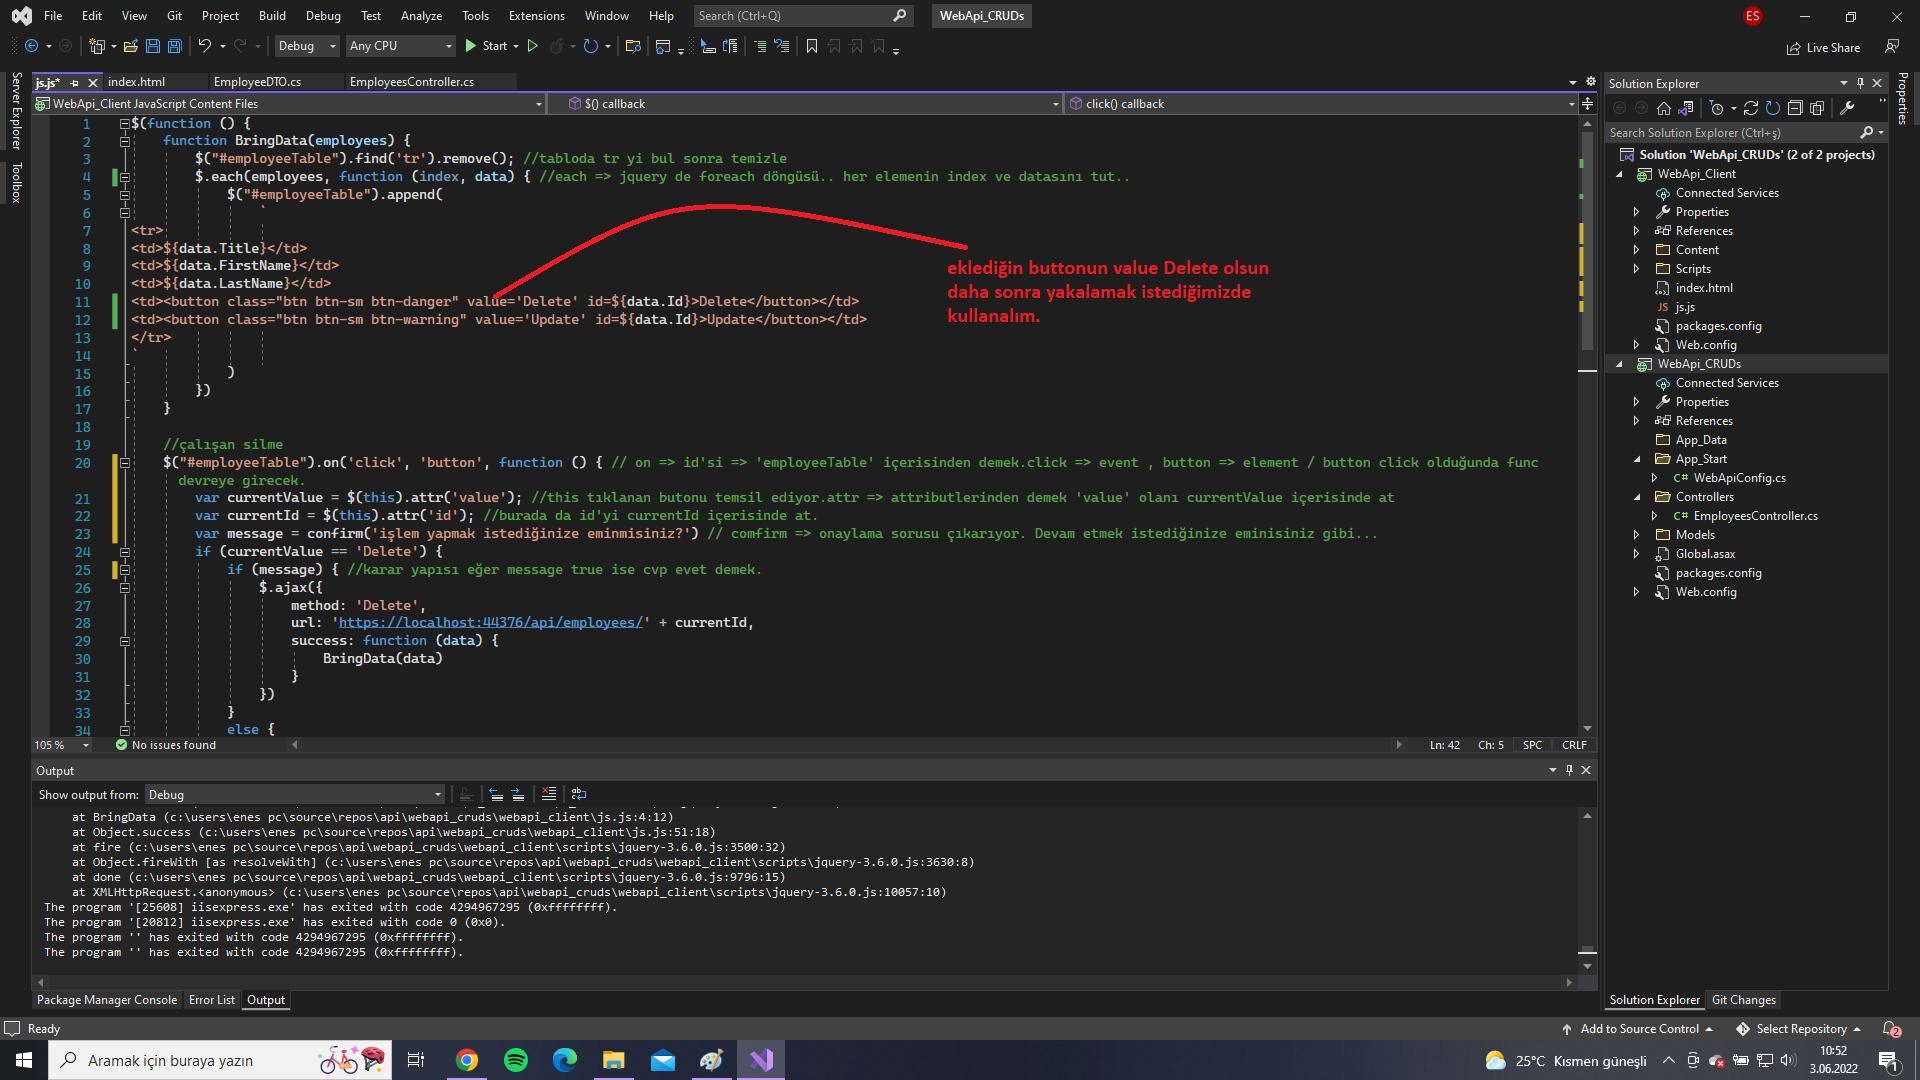 File Edit View Git Project Build Debug Test Analyze Tools Extensions Window Help Search (Ctrl+Q) WebApi_CRUDs ES
Debug Any CPU Start Live Share
js.js* index.html EmployeeDTO.cs EmployeesController.cs
WebApi_Client JavaScript Content Files $() callback click() callback
Server Explorer
Toolbox
1 $(function () {
2 function BringData(employees) {
3 $("#employeeTable").find('tr').remove(); //tabloda tr yi bul sonra temizle
4 $.each(employees, function (index, data) { //each => jquery de foreach döngüsü.. her elemenin index ve datasını tut..
5 $("#employeeTable").append(
6 `
7 <tr>
8 <td>${data.Title}</td>
9 <td>${data.FirstName}</td>
10 <td>${data.LastName}</td>
11 <td><button class="btn btn-sm btn-danger" value='Delete' id=${data.Id}>Delete</button></td>
12 <td><button class="btn btn-sm btn-warning" value='Update' id=${data.Id}>Update</button></td>
13 </tr>
14 `
15 )
16 })
17 }
18
19 //çalışan silme
20 $("#employeeTable").on('click', 'button', function () { // on => id'si => 'employeeTable' içerisinden demek.click => event , button => element / button click olduğunda func
devreye girecek.
21 var currentValue = $(this).attr('value'); //this tıklanan butonu temsil ediyor.attr => attributlerinden demek 'value' olanı currentValue içerisinde at
22 var currentId = $(this).attr('id'); //burada da id'yi currentId içerisinde at.
23 var message = confirm('işlem yapmak istediğinize eminmisiniz?') // comfirm => onaylama sorusu çıkarıyor. Devam etmek istediğinize eminisiniz gibi...
24 if (currentValue == 'Delete') {
25 if (message) { //karar yapısı eğer message true ise cvp evet demek.
26 $.ajax({
27 method: 'Delete',
28 url: 'https://localhost:44376/api/employees/' + currentId,
29 success: function (data) {
30 BringData(data)
31 }
32 })
33 }
34 else {
eklediğin buttonun value Delete olsun
daha sonra yakalamak istediğimizde
kullanalım.
105 % No issues found Ln: 42 Ch: 5 SPC CRLF
Output
Show output from: Debug
at BringData (c:\users\enes pc\source\repos\api\webapi_cruds\webapi_client\js.js:4:12)
at Object.success (c:\users\enes pc\source\repos\api\webapi_cruds\webapi_client\js.js:51:18)
at fire (c:\users\enes pc\source\repos\api\webapi_cruds\webapi_client\scripts\jquery-3.6.0.js:3500:32)
at Object.fireWith [as resolveWith] (c:\users\enes pc\source\repos\api\webapi_cruds\webapi_client\scripts\jquery-3.6.0.js:3630:8)
at done (c:\users\enes pc\source\repos\api\webapi_cruds\webapi_client\scripts\jquery-3.6.0.js:9796:15)
at XMLHttpRequest.<anonymous> (c:\users\enes pc\source\repos\api\webapi_cruds\webapi_client\scripts\jquery-3.6.0.js:10057:10)
The program '[25608] iisexpress.exe' has exited with code 4294967295 (0xffffffff).
The program '[20812] iisexpress.exe' has exited with code 0 (0x0).
The program '' has exited with code 4294967295 (0xffffffff).
The program '' has exited with code 4294967295 (0xffffffff).
Package Manager Console Error List Output
Solution Explorer
Search Solution Explorer (Ctrl+ş)
Solution 'WebApi_CRUDs' (2 of 2 projects)
WebApi_Client
Connected Services
Properties
References
Content
Scripts
index.html
JS js.js
packages.config
Web.config
WebApi_CRUDs
Connected Services
Properties
References
App_Data
App_Start
C# WebApiConfig.cs
Controllers
C# EmployeesController.cs
Models
Global.asax
packages.config
Web.config
Solution Explorer Git Changes
Properties
Ready Add to Source Control Select Repository 2
Aramak için buraya yazın 25°C Kısmen güneşli 10:52
3.06.2022 1